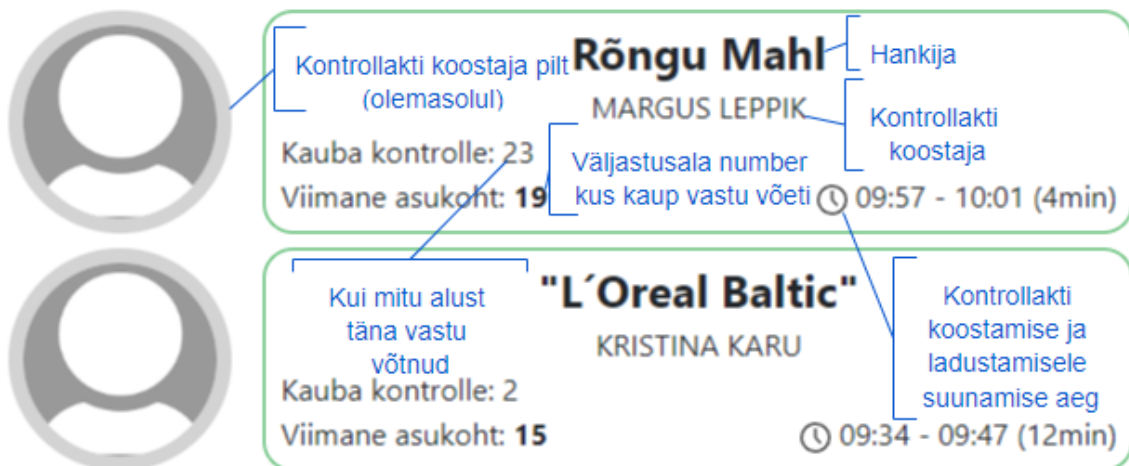 Rõngu Mahl
Hankija
Kontrollakti koostaja pilt
(olemasolul)
MARGUS LEPPIK
Kontrollakti
koostaja
Kauba kontrolle: 23
Väljastusala number
kus kaup vastu võeti
Viimane asukoht: 19
09:57 - 10:01 (4min)
"L´Oreal Baltic"
Kui mitu alust
täna vastu
võtnud
KRISTINA KARU
Kontrollakti
koostamise ja
ladustamisele
suunamise aeg
Kauba kontrolle: 2
Viimane asukoht: 15
09:34 - 09:47 (12min)